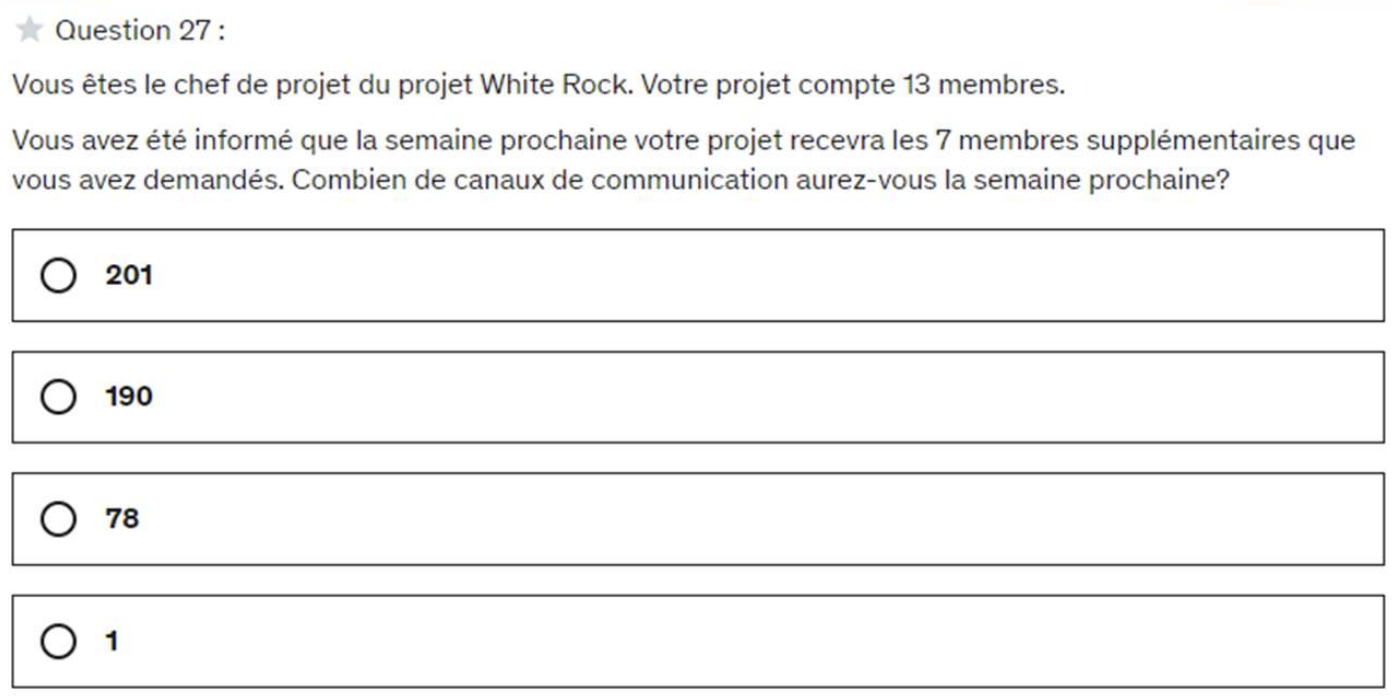 Question 27 :
Vous êtes le chef de projet du projet White Rock. Votre projet compte 13 membres.
Vous avez été informé que la semaine prochaine votre projet recevra les 7 membres supplémentaires que
vous avez demandés. Combien de canaux de communication aurez-vous la semaine prochaine?
201
190
78
1